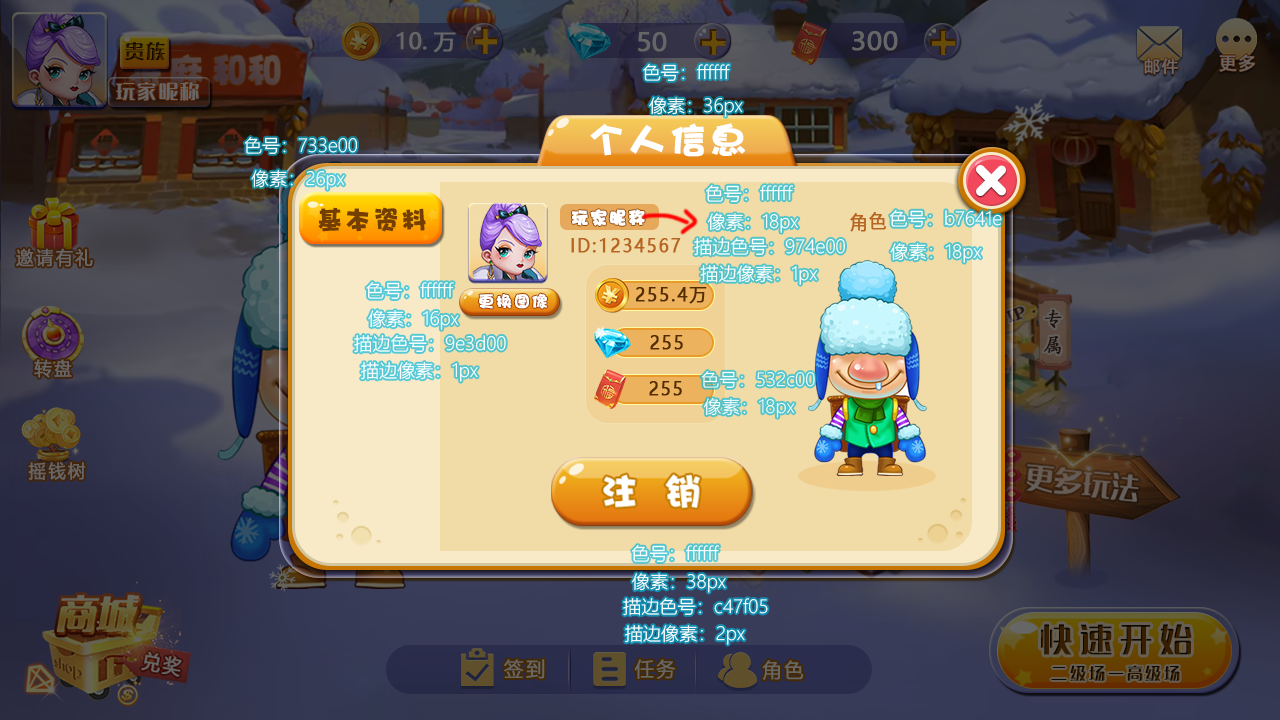 贵族
玩家昵称
10.万
50
300
邮件
更多
和和
色号：ffffff
像素：36px
个人信息
色号：733e00
像素：26px
基本资料
玩家昵称
ID:1234567
色号：ffffff
像素：18px
描边色号：974e00
描边像素：1px
角色
色号：b7641e
像素：18px
邀请有礼
色号：ffffff
像素：16px
描边色号：9e3d00
描边像素：1px
更换图像
255.4万
255
255
色号：532c00
像素：18px
专属
转盘
摇钱树
注 销
更多玩法
色号：ffffff
像素：38px
描边色号：c47f05
描边像素：2px
商城
shop
兑奖
签到
任务
角色
快速开始
二级场—高级场